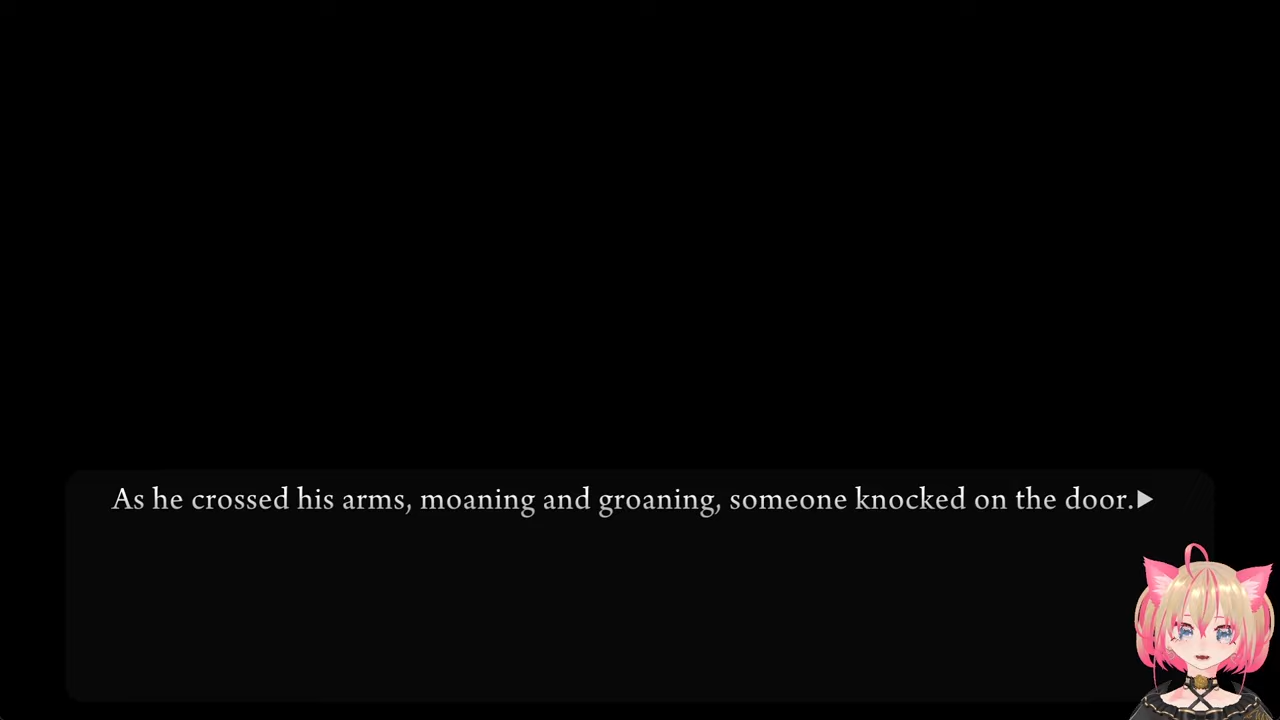 As he crossed his arms, moaning and groaning, someone knocked on the door.